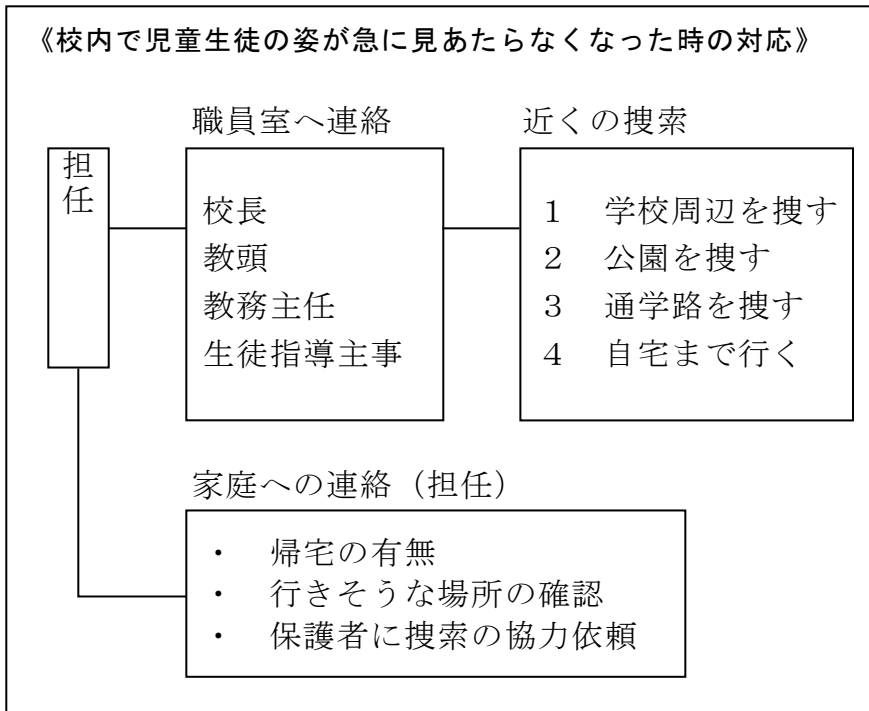 《校内で児童生徒の姿が急に見あたらなくなった時の対応》
担任
職員室へ連絡
校長
教頭
教務主任
生徒指導主事
近くの捜索
１　学校周辺を捜す
２　公園を捜す
３　通学路を捜す
４　自宅まで行く
家庭への連絡（担任）
・　帰宅の有無
・　行きそうな場所の確認
・　保護者に捜索の協力依頼